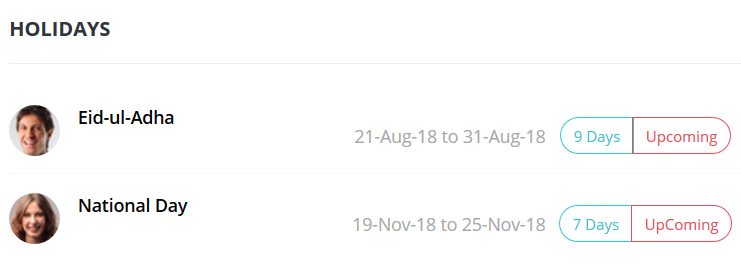 HOLIDAYS
Eid-ul-Adha
21-Aug-18 to 31-Aug-18 9 Days Upcoming
National Day
19-Nov-18 to 25-Nov-18 7 Days UpComing